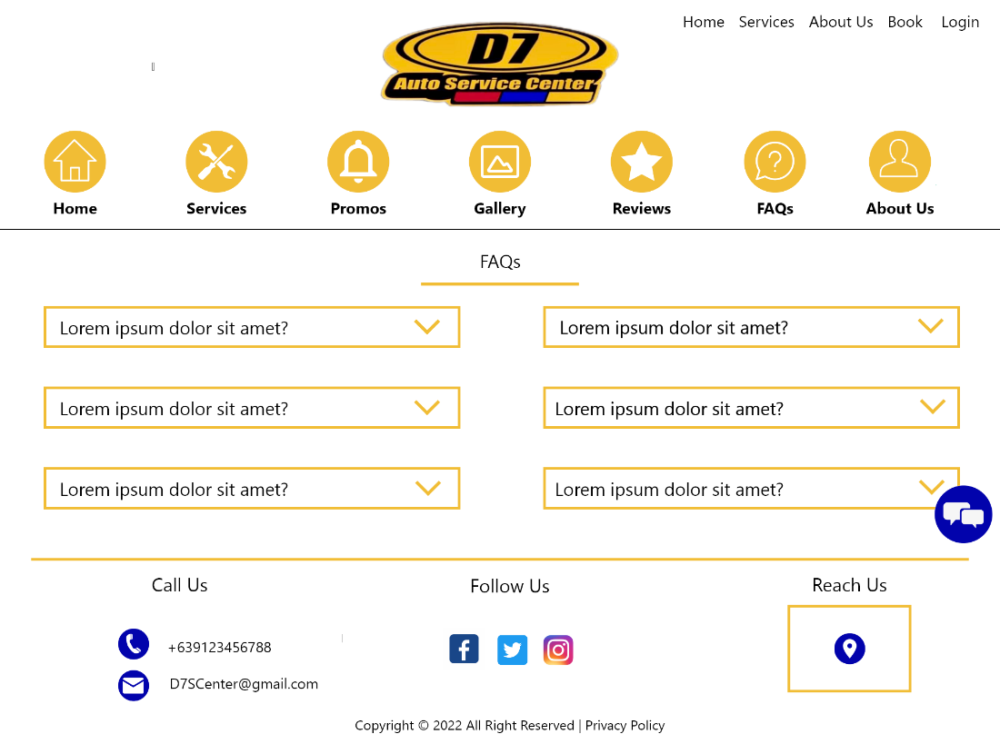 Home Services About Us Book Login
D7
Auto Service Center
Home Services Promos Gallery Reviews FAQs About Us
FAQs
Lorem ipsum dolor sit amet? Lorem ipsum dolor sit amet?
Lorem ipsum dolor sit amet? Lorem ipsum dolor sit amet?
Lorem ipsum dolor sit amet? Lorem ipsum dolor sit amet?
Call Us Follow Us Reach Us
+639123456788
D7SCenter@gmail.com
Copyright © 2022 All Right Reserved | Privacy Policy